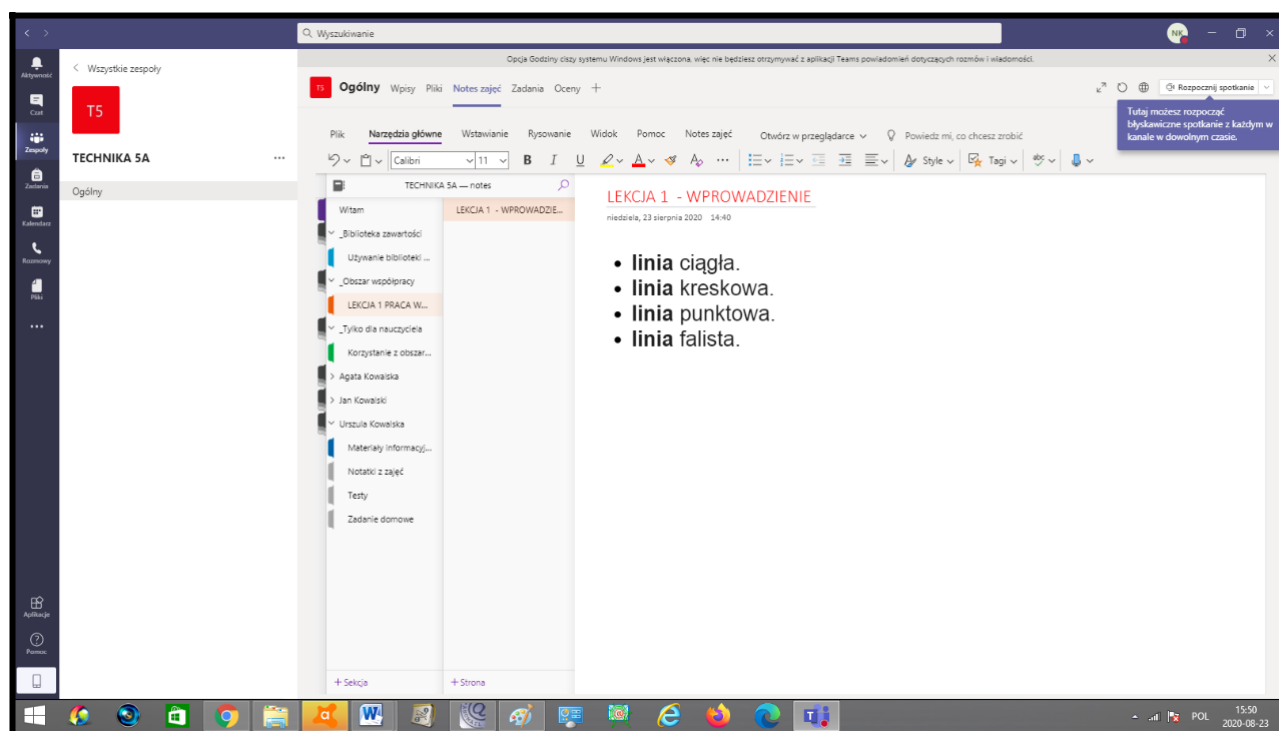 Wyszukiwanie
NK
Opcja Godziny ciszy systemu Windows jest włączona, więc nie będziesz otrzymywać z aplikacji Teams powiadomień dotyczących rozmów i wiadomości.
Aktywność
Czat
Zespoły
Zadania
Kalendarz
Rozmowy
Pliki
Aplikacje
Pomoc
Wszystkie zespoły
T5
TECHNIKA 5A
Ogólny
T5 Ogólny Wpisy Pliki Notes zajęć Zadania Oceny
Rozpocznij spotkanie
Tutaj możesz rozpocząć
błyskawiczne spotkanie z każdym w
kanale w dowolnym czasie.
Plik Narzędzia główne Wstawianie Rysowanie Widok Pomoc Notes zajęć Otwórz w przeglądarce Powiedz mi, co chcesz zrobić
Calibri 11 B I U A A Style Tagi abc
TECHNIKA 5A — notes
Witam
_Biblioteka zawartości
Używanie biblioteki ...
_Obszar współpracy
LEKCJA 1 PRACA W...
_Tylko dla nauczyciela
Korzystanie z obszar...
Agata Kowalska
Jan Kowalski
Urszula Kowalska
Materiały informacyj...
Notatki z zajęć
Testy
Zadanie domowe
+ Sekcja
LEKCJA 1 - WPROWADZIE...
+ Strona
LEKCJA 1 - WPROWADZIENIE
niedziela, 23 sierpnia 2020 14:40
• linia ciągła.
• linia kreskowa.
• linia punktowa.
• linia falista.
POL
15:50
2020-08-23